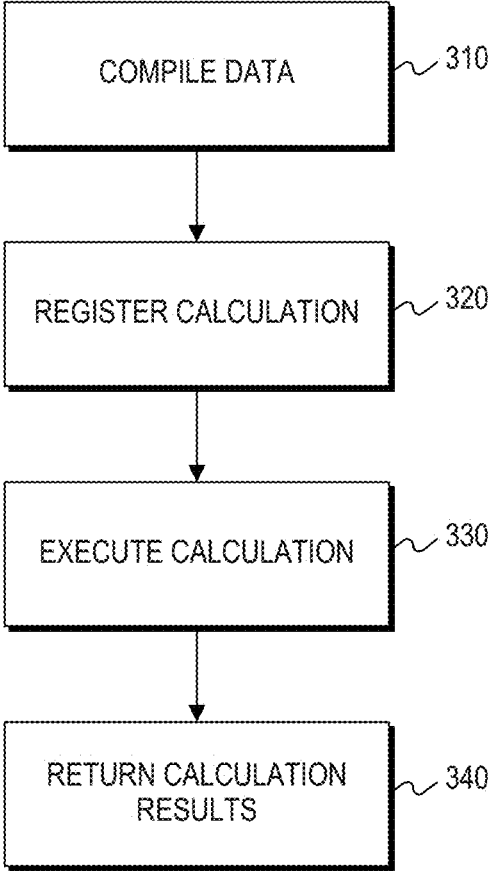 COMPILE DATA
310
REGISTER CALCULATION
320
EXECUTE CALCULATION
330
RETURN CALCULATION
RESULTS
340